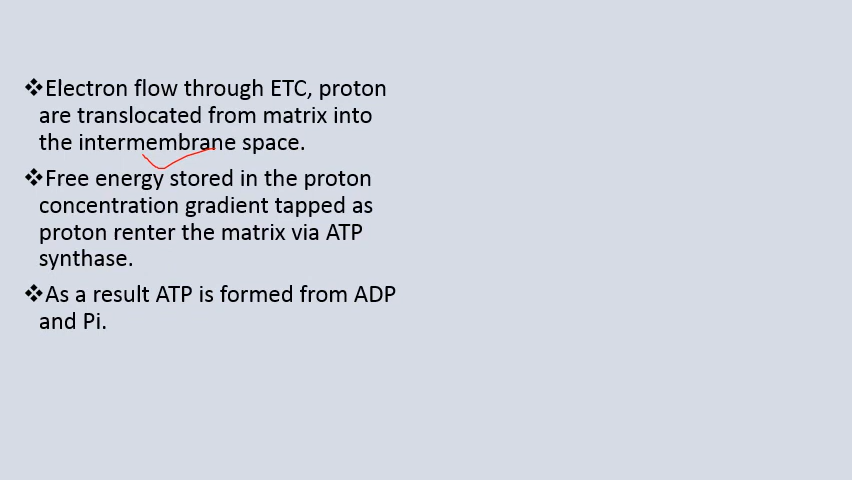 ❖Electron flow through ETC, proton
are translocated from matrix into
the intermembrane space.
❖Free energy stored in the proton
concentration gradient tapped as
proton renter the matrix via ATP
synthase.
❖As a result ATP is formed from ADP
and Pi.